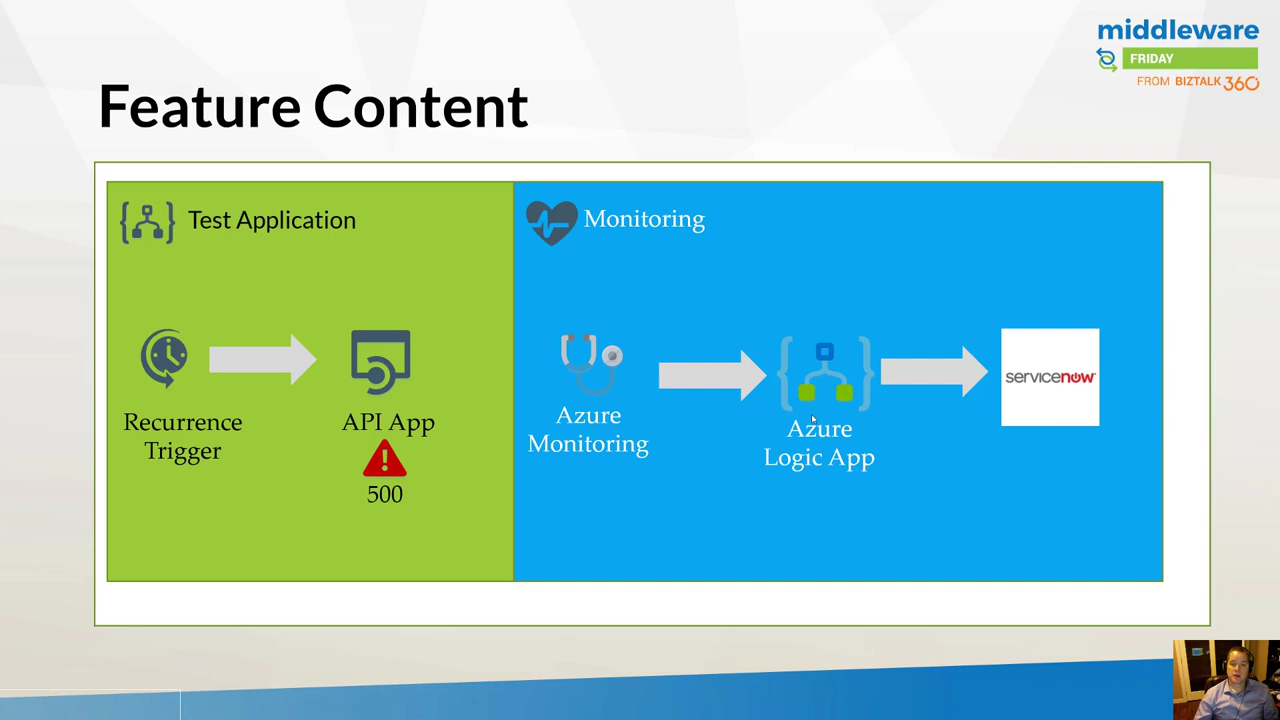 middleware
FRIDAY
FROM BIZTALK 360
Feature Content
Test Application
Monitoring
Recurrence
Trigger
API App
500
Azure
Monitoring
Azure
Logic App
servicenow